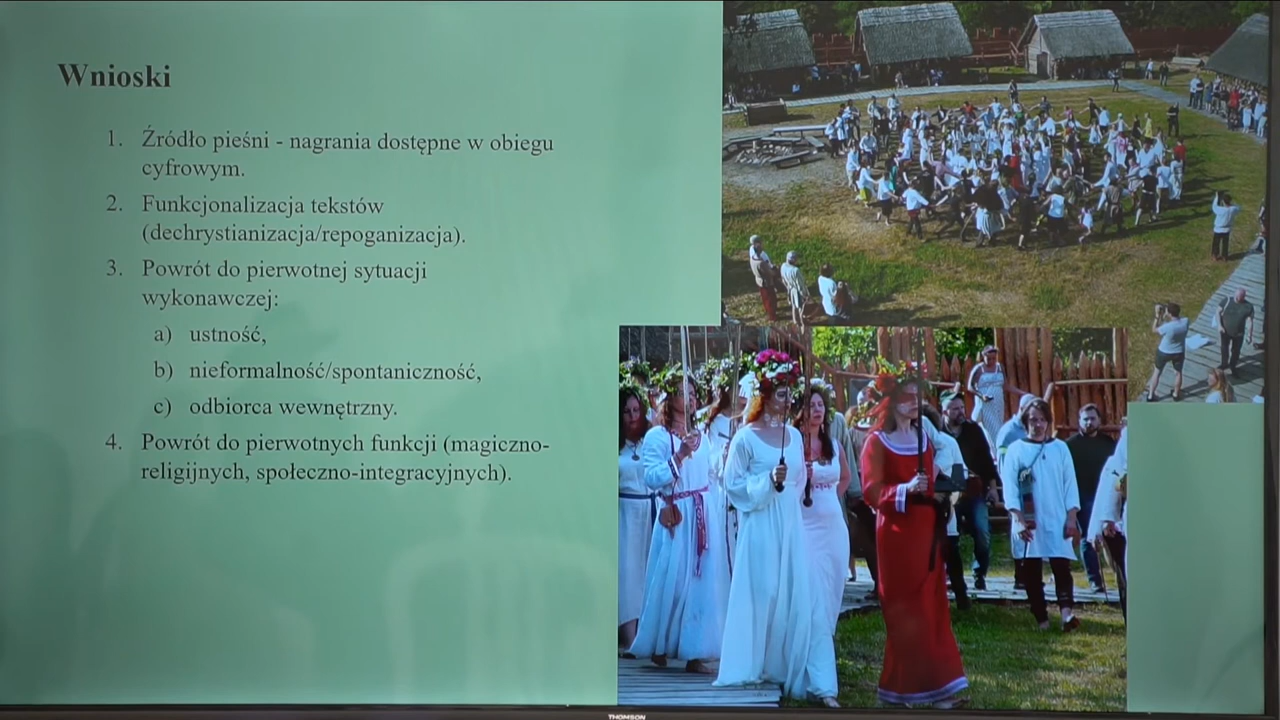 Wnioski
1. Źródło pieśni - nagrania dostępne w obiegu
cyfrowym.
2. Funkcjonalizacja tekstów
(dechrystianizacja/repoganizacja).
3. Powrót do pierwotnej sytuacji
wykonawczej:
a) ustność,
b) nieformalność/spontaniczność,
c) odbiorca wewnętrzny.
4. Powrót do pierwotnych funkcji (magiczno-
religijnych, społeczno-integracyjnych).
THOMSON